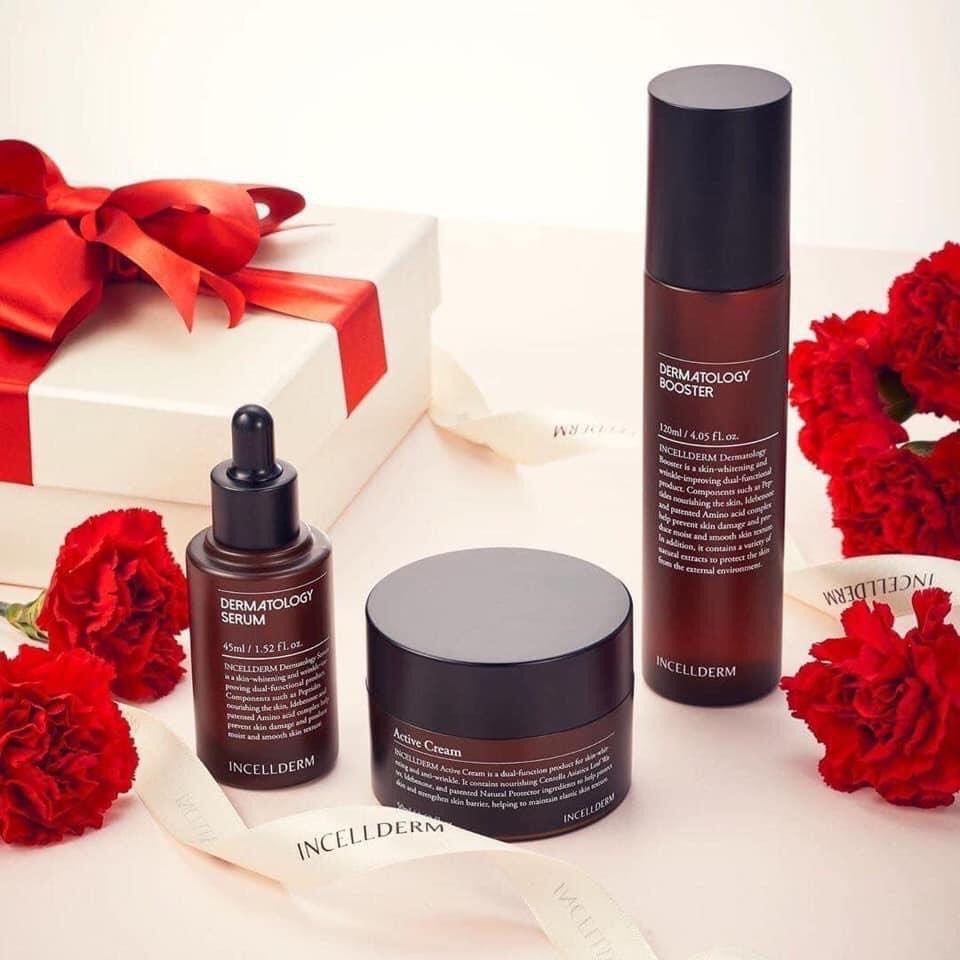 DERMATOLOGY
BOOSTER
120ml / 4.05 fl. oz.
INCELLDERM Dermatology
Booster is a skin-whitening and
wrinkle-improving dual-functional
product. Components such as Pep-
tides nourishing the skin, Idebenone
and patented Amino acid complex
help prevent skin damage and pro-
duce moist and smooth skin texture.
In addition, it contains a variety of
natural extracts to protect the skin
from the external environment.
INCELLDERM
DERMATOLOGY
SERUM
45ml / 1.52 fl. oz.
INCELLDERM Dermatology Serum
is a skin-whitening and wrinkle-im-
proving dual-functional product.
Components such as Peptides
nourishing the skin, Idebenone
patented Amino acid complex help
prevent skin damage and produce
moist and smooth skin texture
INCELLDERM
Active Cream
INCELLDERM Active Cream is a dual-function product for skin-whit-
ening and anti-wrinkle. It contains nourishing Centella Asiatica Leaf Wa-
ter, Idebenone, and patented Natural Protector ingredients to help protect
skin and strengthen skin barrier, helping to maintain elastic skin texture.
INCELLDERM
INCELLDERM
INCELLDERM